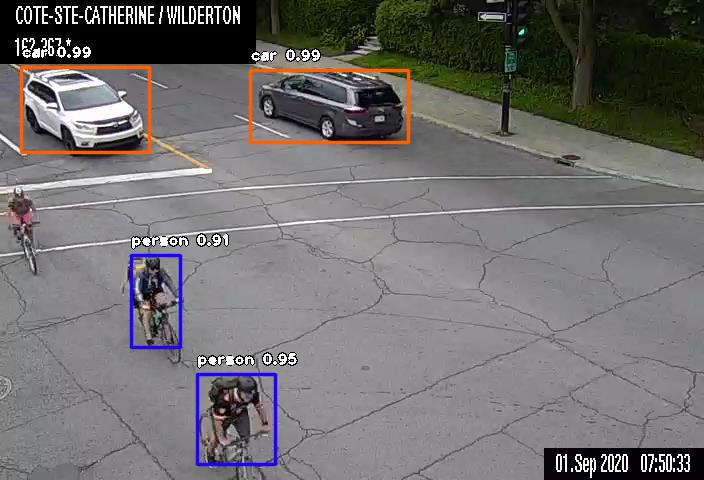 COTE-STE-CATHERINE / WILDERTON
car 0.99
car 0.99
person 0.91
person 0.95
01.Sep 2020 07:50:33